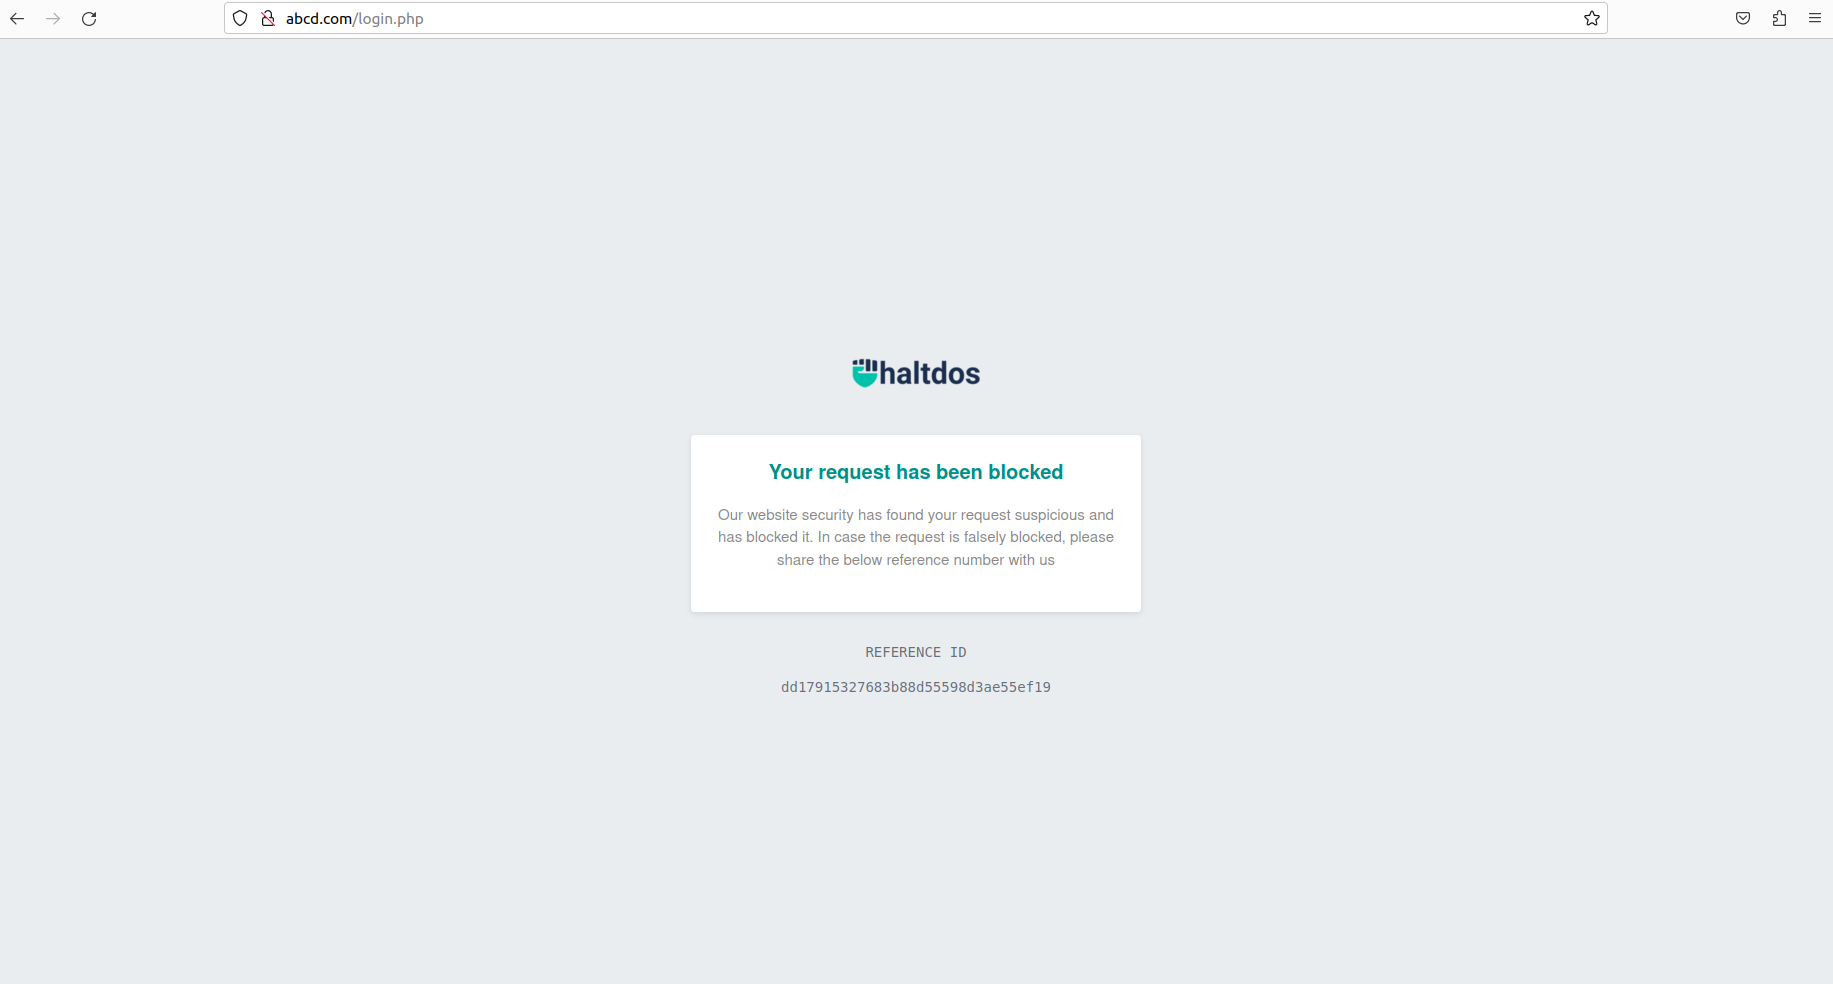 abcd.com/login.php
haltdos
Your request has been blocked
Our website security has found your request suspicious and
has blocked it. In case the request is falsely blocked, please
share the below reference number with us
REFERENCE ID
dd17915327683b88d55598d3ae55ef19